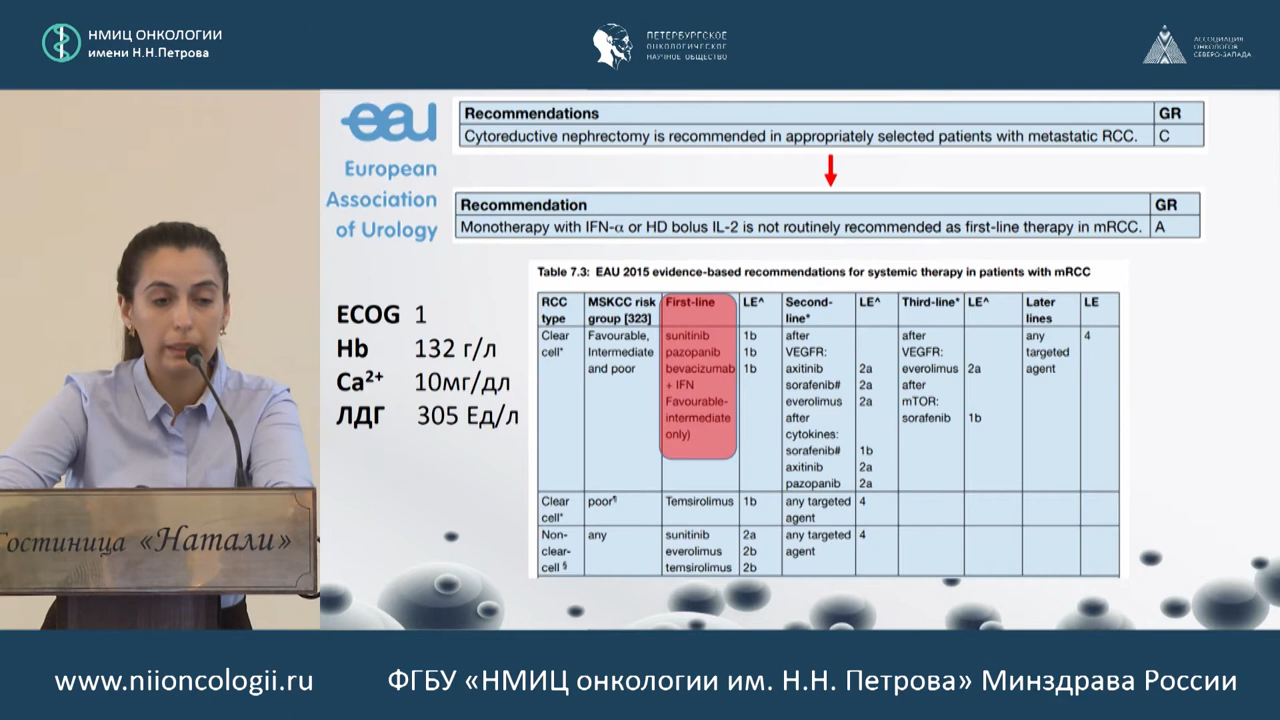 НМИЦ ОНКОЛОГИИ
имени Н.Н.Петрова
ПЕТЕРБУРГСКОЕ
ОНКОЛОГИЧЕСКОЕ
НАУЧНОЕ ОБЩЕСТВО
АССОЦИАЦИЯ
ОНКОЛОГОВ
СЕВЕРО-ЗАПАДА
eau
European
Association
of Urology
Recommendations GR
Cytoreductive nephrectomy is recommended in appropriately selected patients with metastatic RCC. C
Recommendation GR
Monotherapy with IFN-α or HD bolus IL-2 is not routinely recommended as first-line therapy in mRCC. A
ECOG 1
Hb 132 г/л
Ca²⁺ 10мг/дл
ЛДГ 305 Ед/л
Table 7.3: EAU 2015 evidence-based recommendations for systemic therapy in patients with mRCC
RCC MSKCC risk First-line LE^ Second- LE^ Third-line* LE^ Later LE
type group [323] line* lines
Clear Favourable, sunitinib 1b after after any 4
cell* Intermediate pazopanib 1b VEGFR: VEGFR: targeted
and poor bevacizumab 1b axitinib 2a everolimus 2a agent
+ IFN sorafenib# 2a after
Favourable- everolimus 2a mTOR:
intermediate after sorafenib 1b
only) cytokines:
sorafenib# 1b
axitinib 2a
pazopanib 2a
Clear poor¶ Temsirolimus 1b any targeted 4
cell* agent
Non- any sunitinib 2a any targeted 4
clear- everolimus 2b agent
cell § temsirolimus 2b
Гостиница «Натали»
www.niioncologii.ru ФГБУ «НМИЦ онкологии им. Н.Н. Петрова» Минздрава России